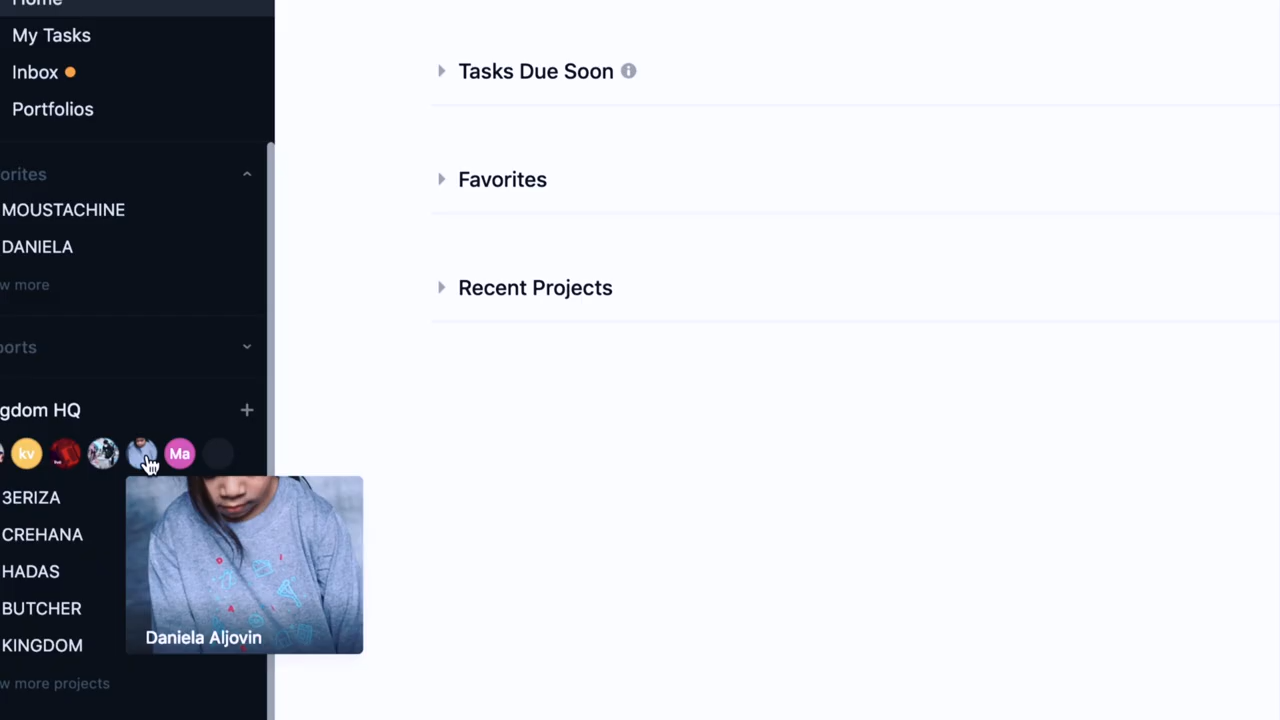 Home
My Tasks
Inbox
Portfolios
orites
MOUSTACHINE
DANIELA
w more
ports
gdom HQ
kv
Ma
3ERIZA
CREHANA
HADAS
BUTCHER
KINGDOM
w more projects
Daniela Aljovin
Tasks Due Soon
Favorites
Recent Projects